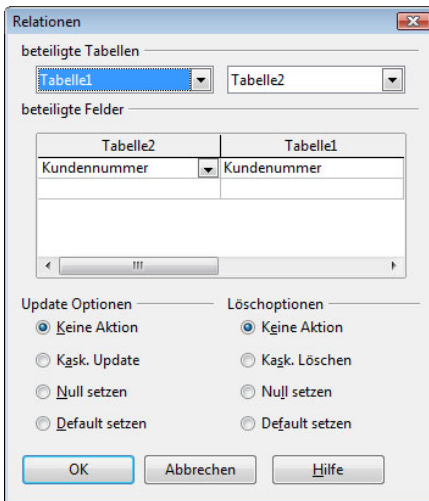 Relationen
beteiligte Tabellen
Tabelle1 Tabelle2
beteiligte Felder
Tabelle2 Tabelle1
Kundennummer Kundenummer
Update Optionen Löschoptionen
Keine Aktion Keine Aktion
Kask. Update Kask. Löschen
Null setzen Null setzen
Default setzen Default setzen
OK Abbrechen Hilfe